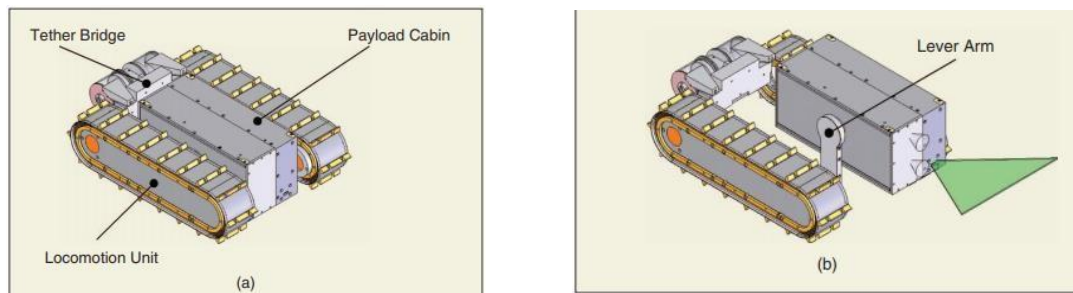 Tether Bridge
Payload Cabin
Locomotion Unit
(a)
Lever Arm
(b)